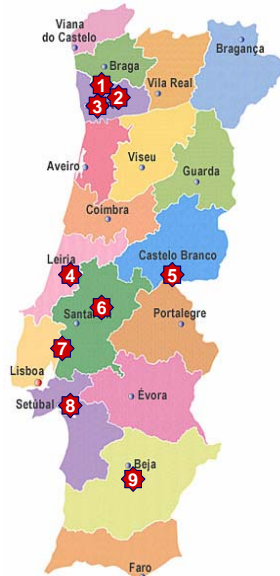 Viana
do Castelo
Bragança
Braga
1
2
3
Vila Real
Aveiro
Viseu
Guarda
Coimbra
Leiria
4
Castelo Branco
5
6
Santa
Portalegre
7
Lisboa
Setúbal
8
Évora
Beja
9
Faro